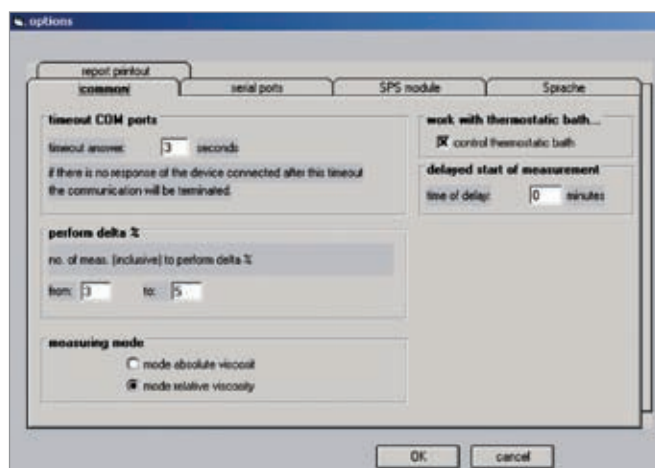 options
report printout
common
serial ports
SPS module
Sprache
timeout COM ports
timeout answer: 3 seconds
if there is no response of the device connected after this timeout
the communication will be terminated.
perform delta %
no. of meas. (inclusive) to perform delta %
from: 3 to: 5
measuring mode
mode absolute viscosit
mode relative viscosity
work with thermostatic bath...
control thermostatic bath
delayed start of measurement
time of delay: 0 minutes
OK
cancel